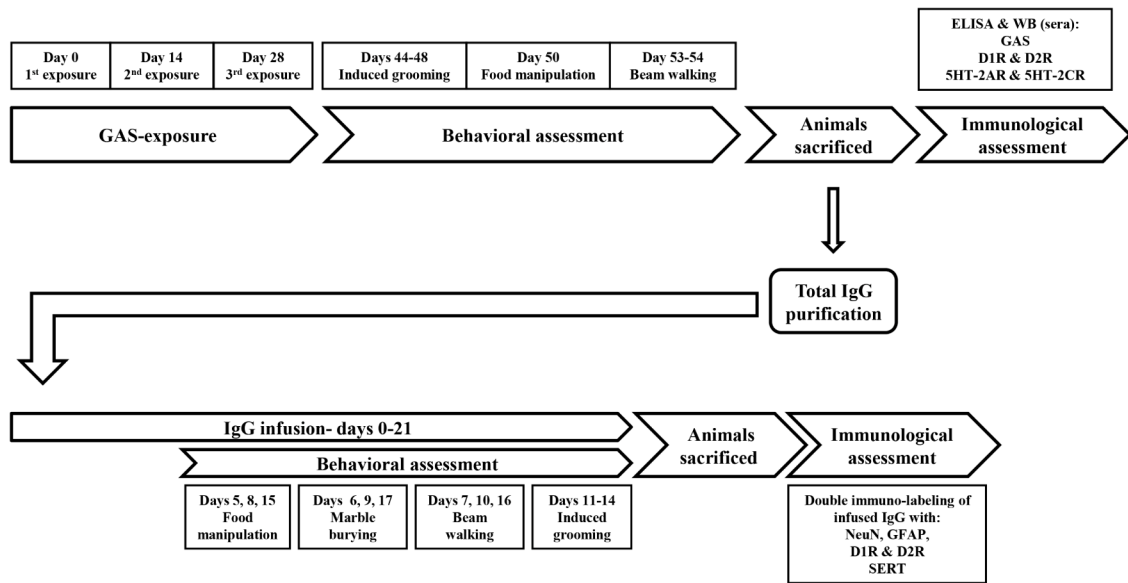 ELISA & WB (sera):
GAS
D1R & D2R
5HT-2AR & 5HT-2CR
Day 0
1st exposure
Day 14
2nd exposure
Day 28
3rd exposure
Days 44-48
Induced grooming
Day 50
Food manipulation
Day 53-54
Beam walking
GAS-exposure
Behavioral assessment
Animals
sacrificed
Immunological
assessment
Total IgG
purification
IgG infusion- days 0-21
Behavioral assessment
Animals
sacrificed
Immunological
assessment
Days 5, 8, 15
Food
manipulation
Days 6, 9, 17
Marble
burying
Days 7, 10, 16
Beam
walking
Days 11-14
Induced
grooming
Double immuno-labeling of
infused IgG with:
NeuN, GFAP,
D1R & D2R
SERT